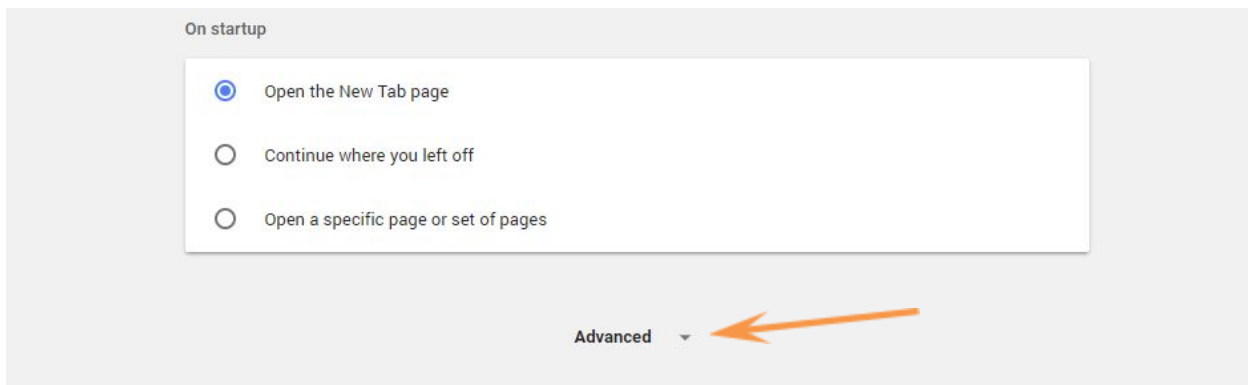 On startup
Open the New Tab page
Continue where you left off
Open a specific page or set of pages
Advanced